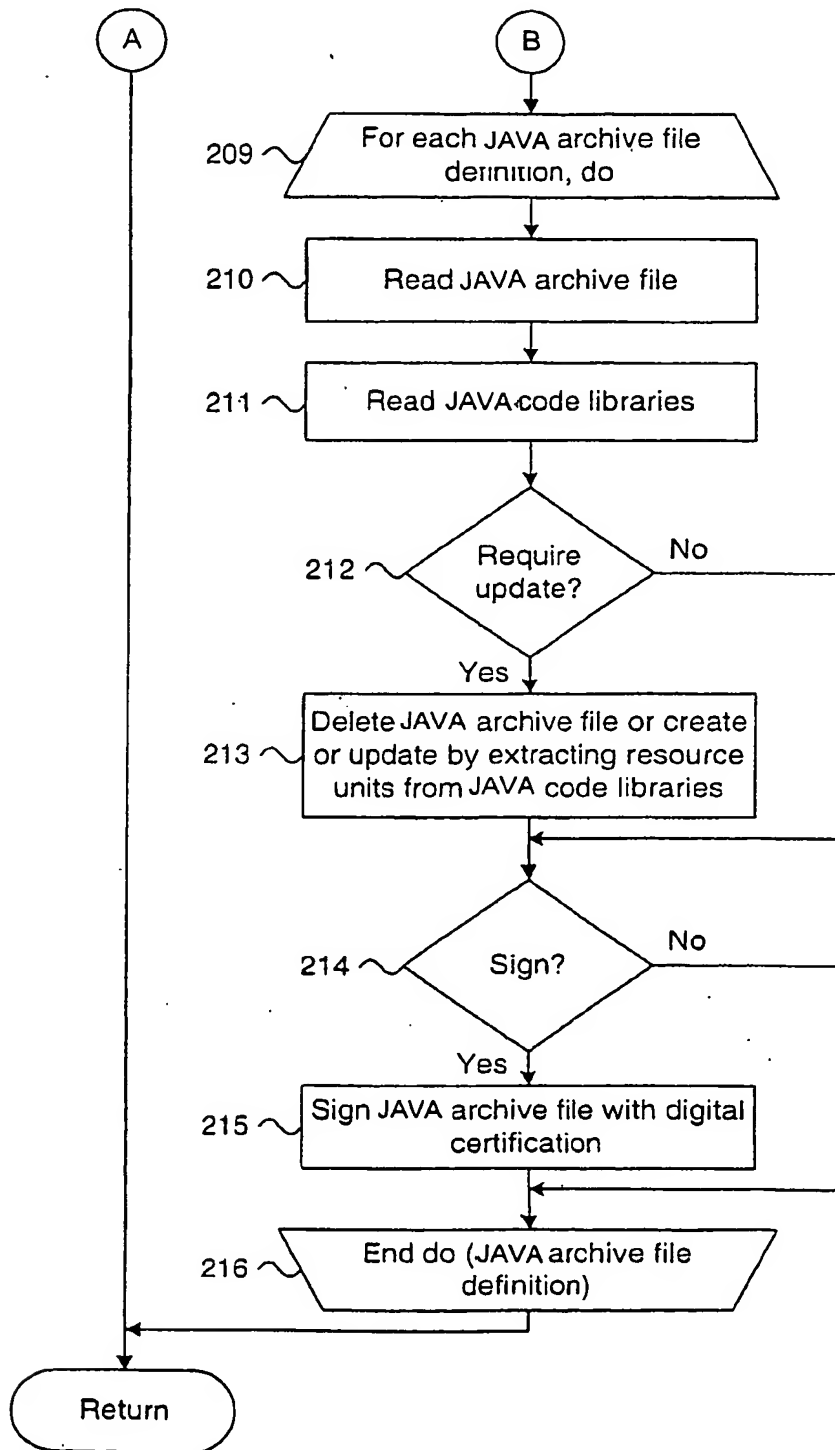 A
B
209
For each JAVA archive file
definition, do
210
Read JAVA archive file
211
Read JAVA code libraries
212
Require
update?
No
Yes
213
Delete JAVA archive file or create
or update by extracting resource
units from JAVA code libraries
214
Sign?
No
Yes
215
Sign JAVA archive file with digital
certification
216
End do (JAVA archive file
definition)
Return